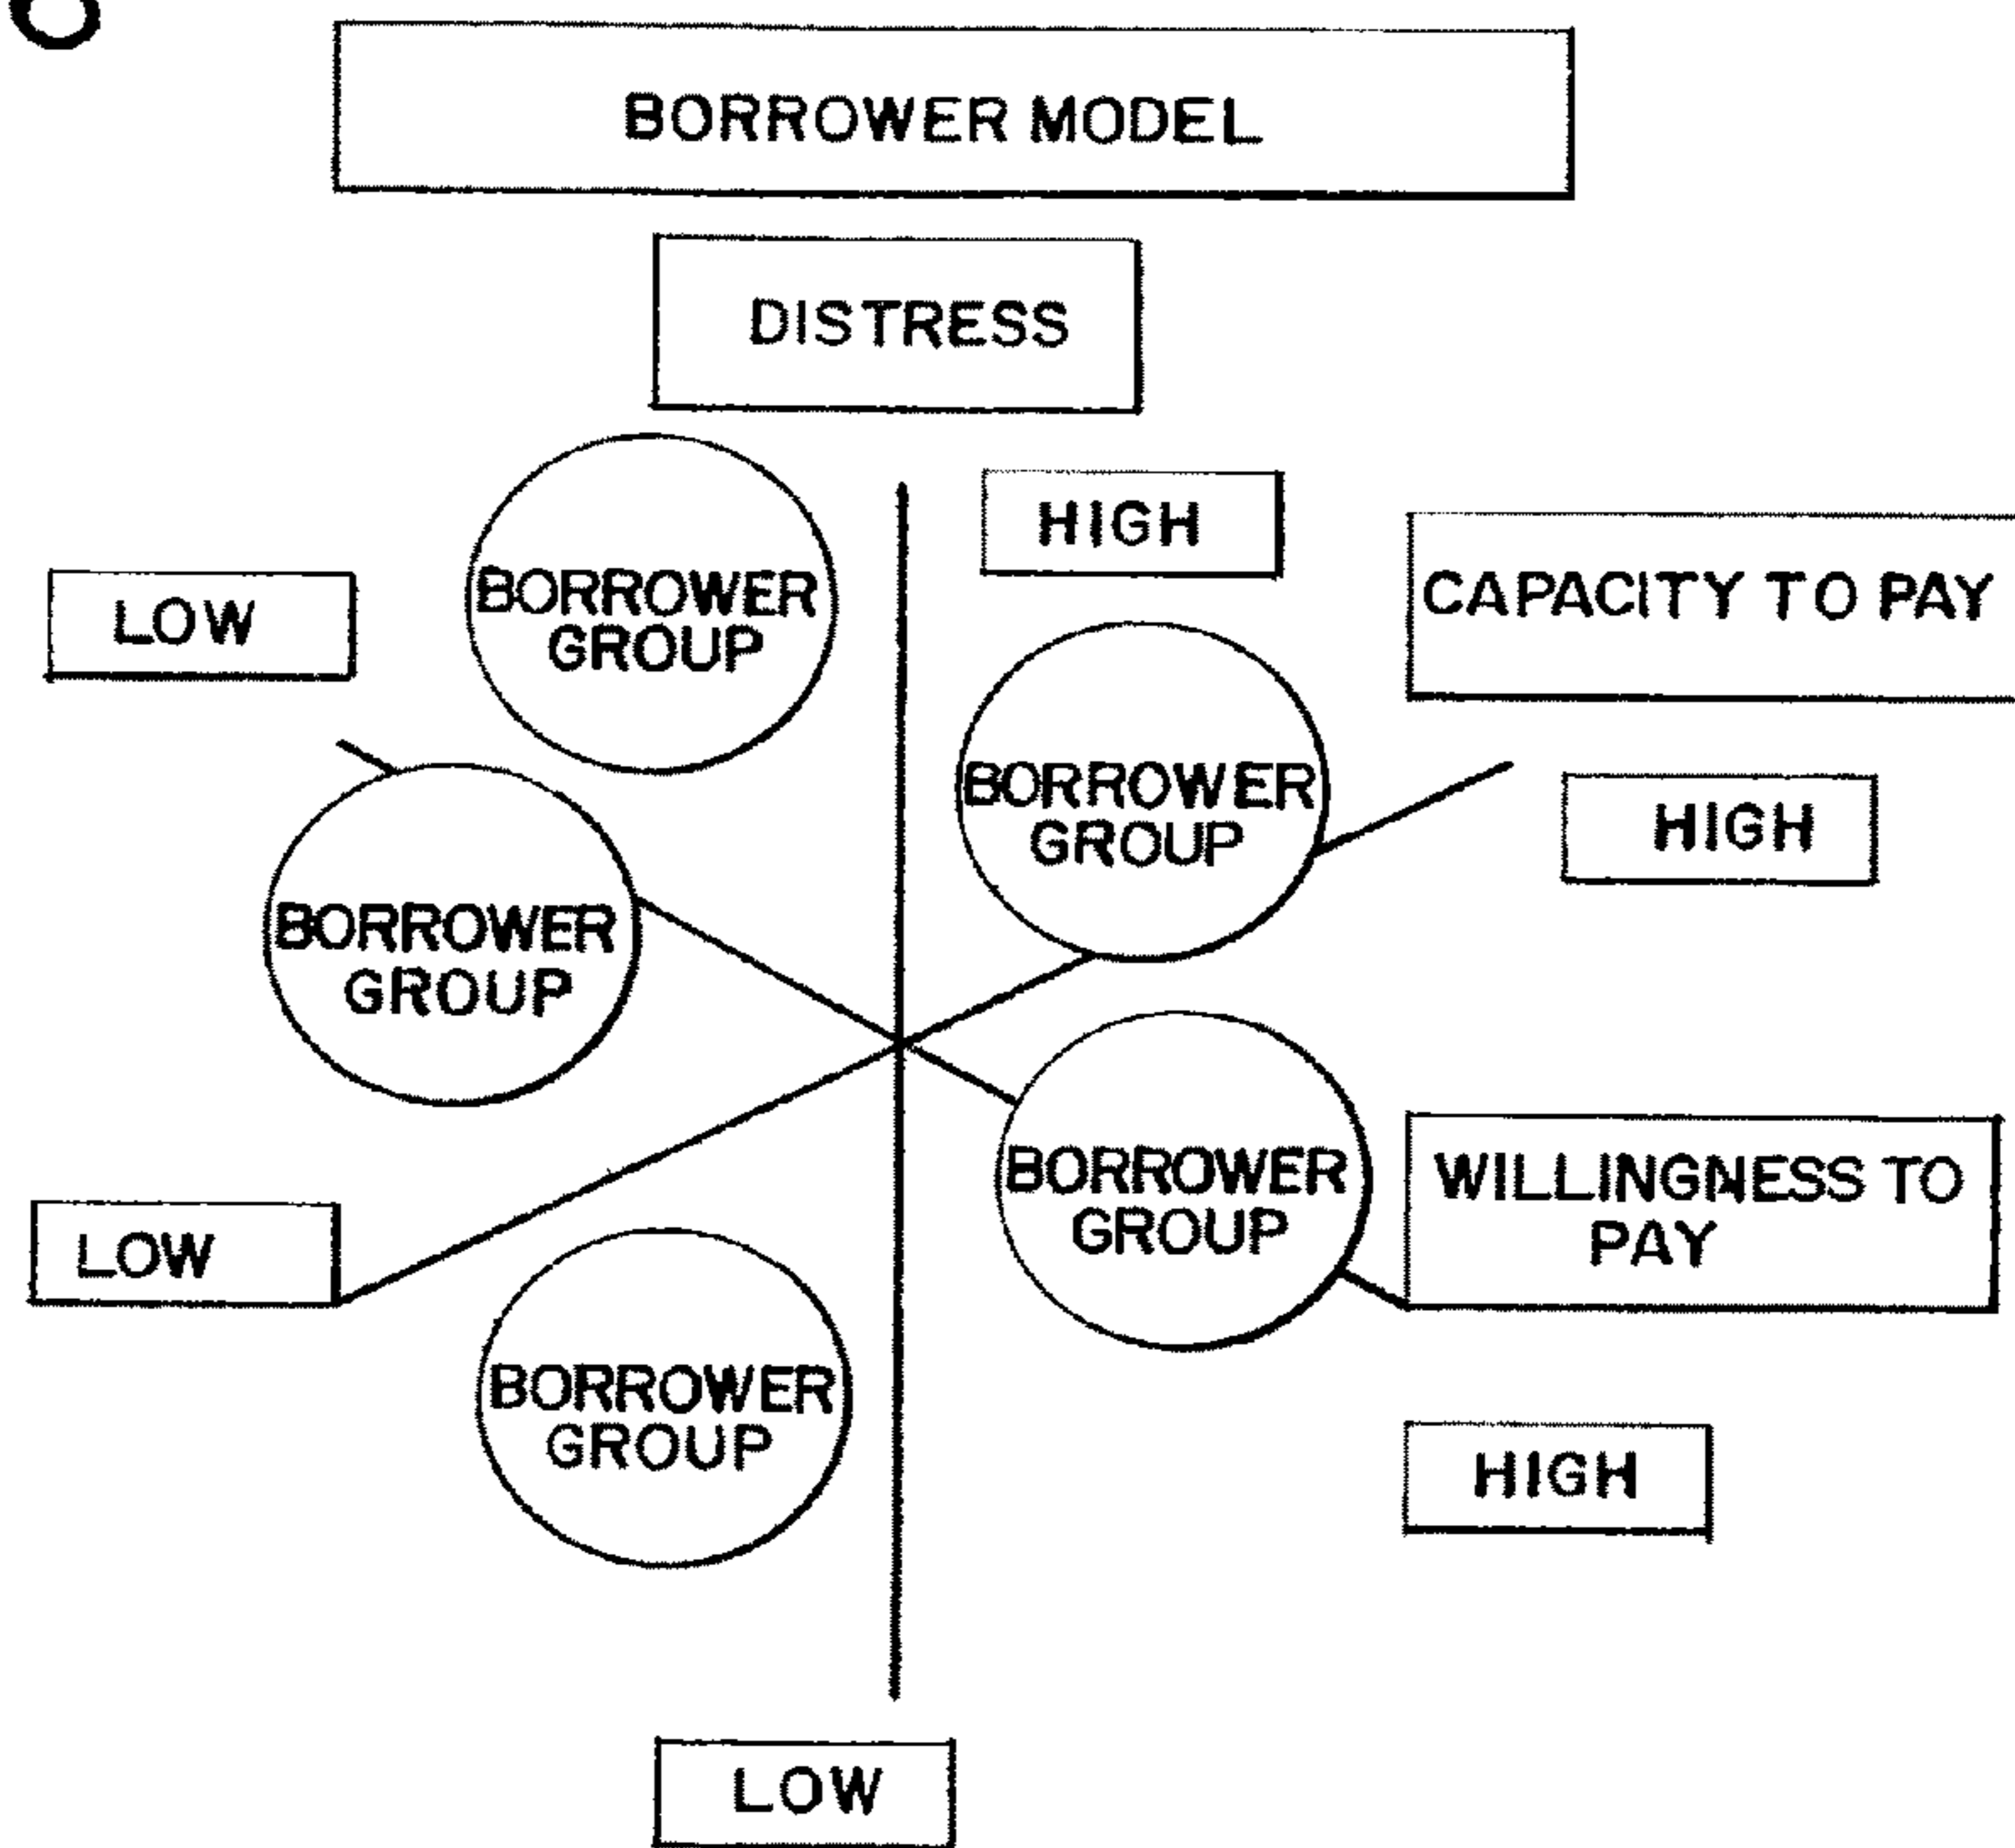 BORROWER MODEL
DISTRESS
HIGH
LOW
BORROWER
GROUP
CAPACITY TO PAY
BORROWER
GROUP
HIGH
BORROWER
GROUP
BORROWER
GROUP
WILLINGNESS TO
PAY
LOW
BORROWER
GROUP
HIGH
LOW